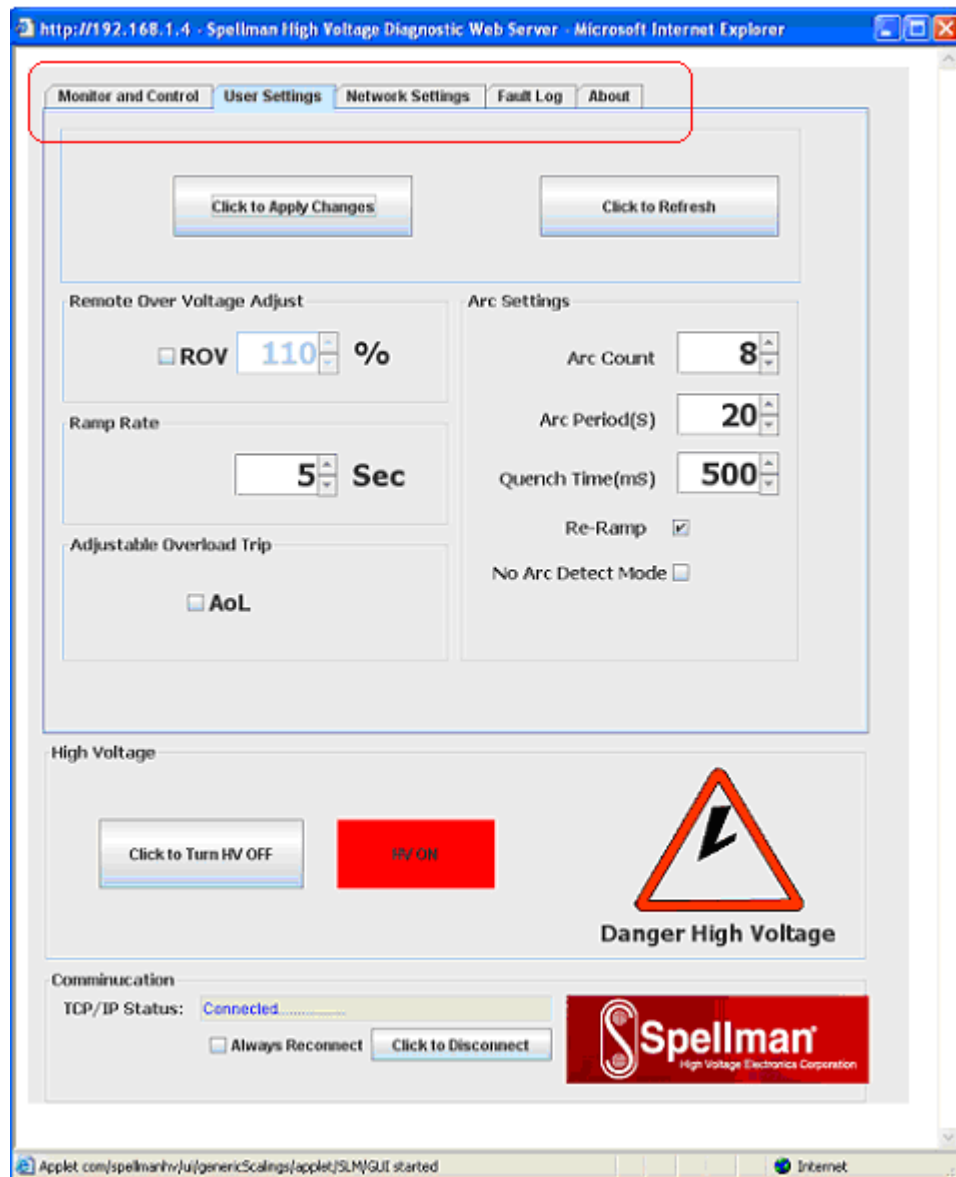 http://192.168.1.4 - Spellman High Voltage Diagnostic Web Server - Microsoft Internet Explorer
Monitor and Control User Settings Network Settings Fault Log About
Click to Apply Changes Click to Refresh
Remote Over Voltage Adjust
ROV 110 %
Ramp Rate
5 Sec
Adjustable Overload Trip
AoL
Arc Settings
Arc Count 8
Arc Period(S) 20
Quench Time(mS) 500
Re-Ramp
No Arc Detect Mode
High Voltage
Click to Turn HV OFF HV ON
Danger High Voltage
Comminucation
TCP/IP Status: Connected................
Always Reconnect Click to Disconnect
Spellman
High Voltage Electronics Corporation
Applet com/spellmanhv/ui/genericScalings/applet/SLM/GUI started Internet